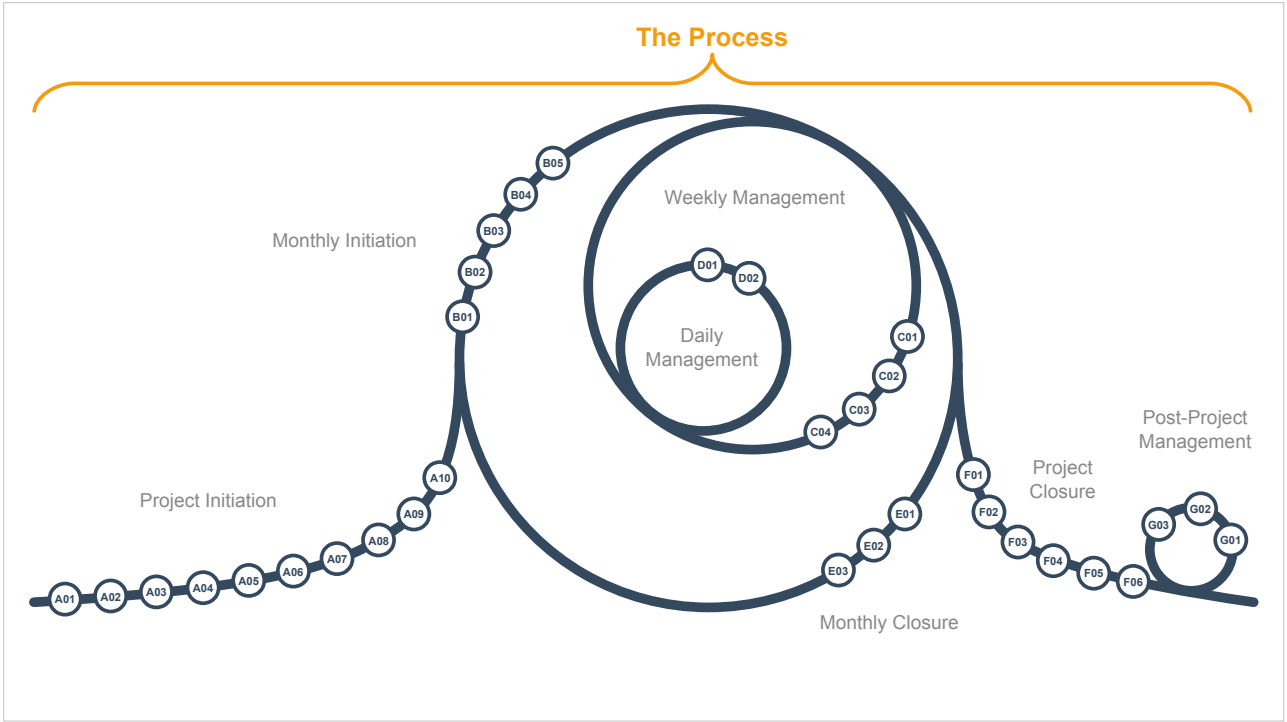 The Process
Project Initiation
A01
A02
A03
A04
A05
A06
A07
A08
A09
A10
Monthly Initiation
B01
B02
B03
B04
B05
Weekly Management
C01
C02
C03
C04
Daily
Management
D01
D02
Monthly Closure
E01
E02
E03
Project
Closure
F01
F02
F03
F04
F05
F06
Post-Project
Management
G01
G02
G03